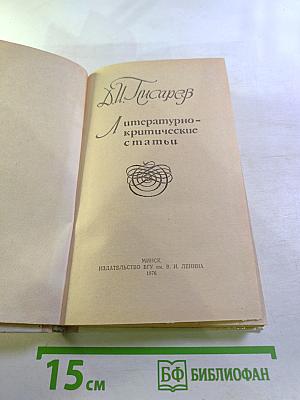 Д.И. Писарев
Литературно-
критические
статьи
МИНСК
ИЗДАТЕЛЬСТВО БГУ им. В. И. ЛЕНИНА
1976
15 см
БФ БИБЛИОФАН